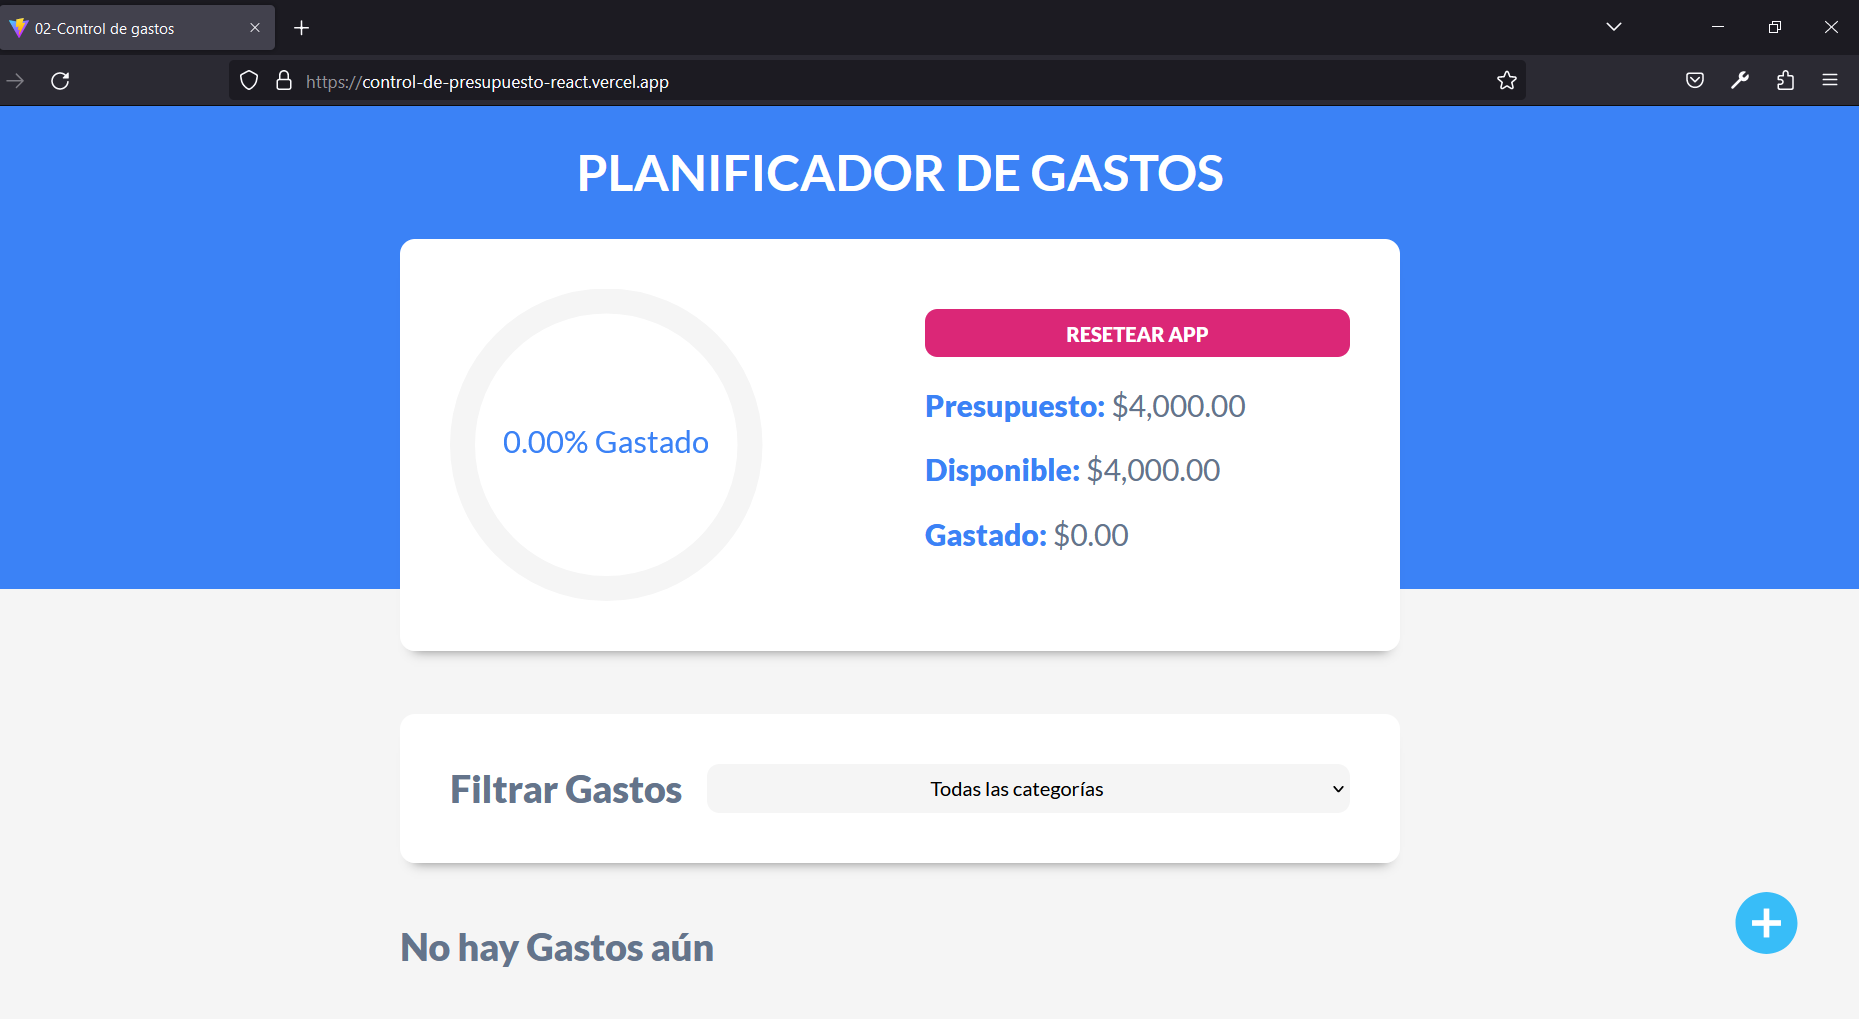 02-Control de gastos
https://control-de-presupuesto-react.vercel.app
PLANIFICADOR DE GASTOS
0.00% Gastado
RESETEAR APP
Presupuesto: $4,000.00
Disponible: $4,000.00
Gastado: $0.00
Filtrar Gastos
Todas las categorías
No hay Gastos aún